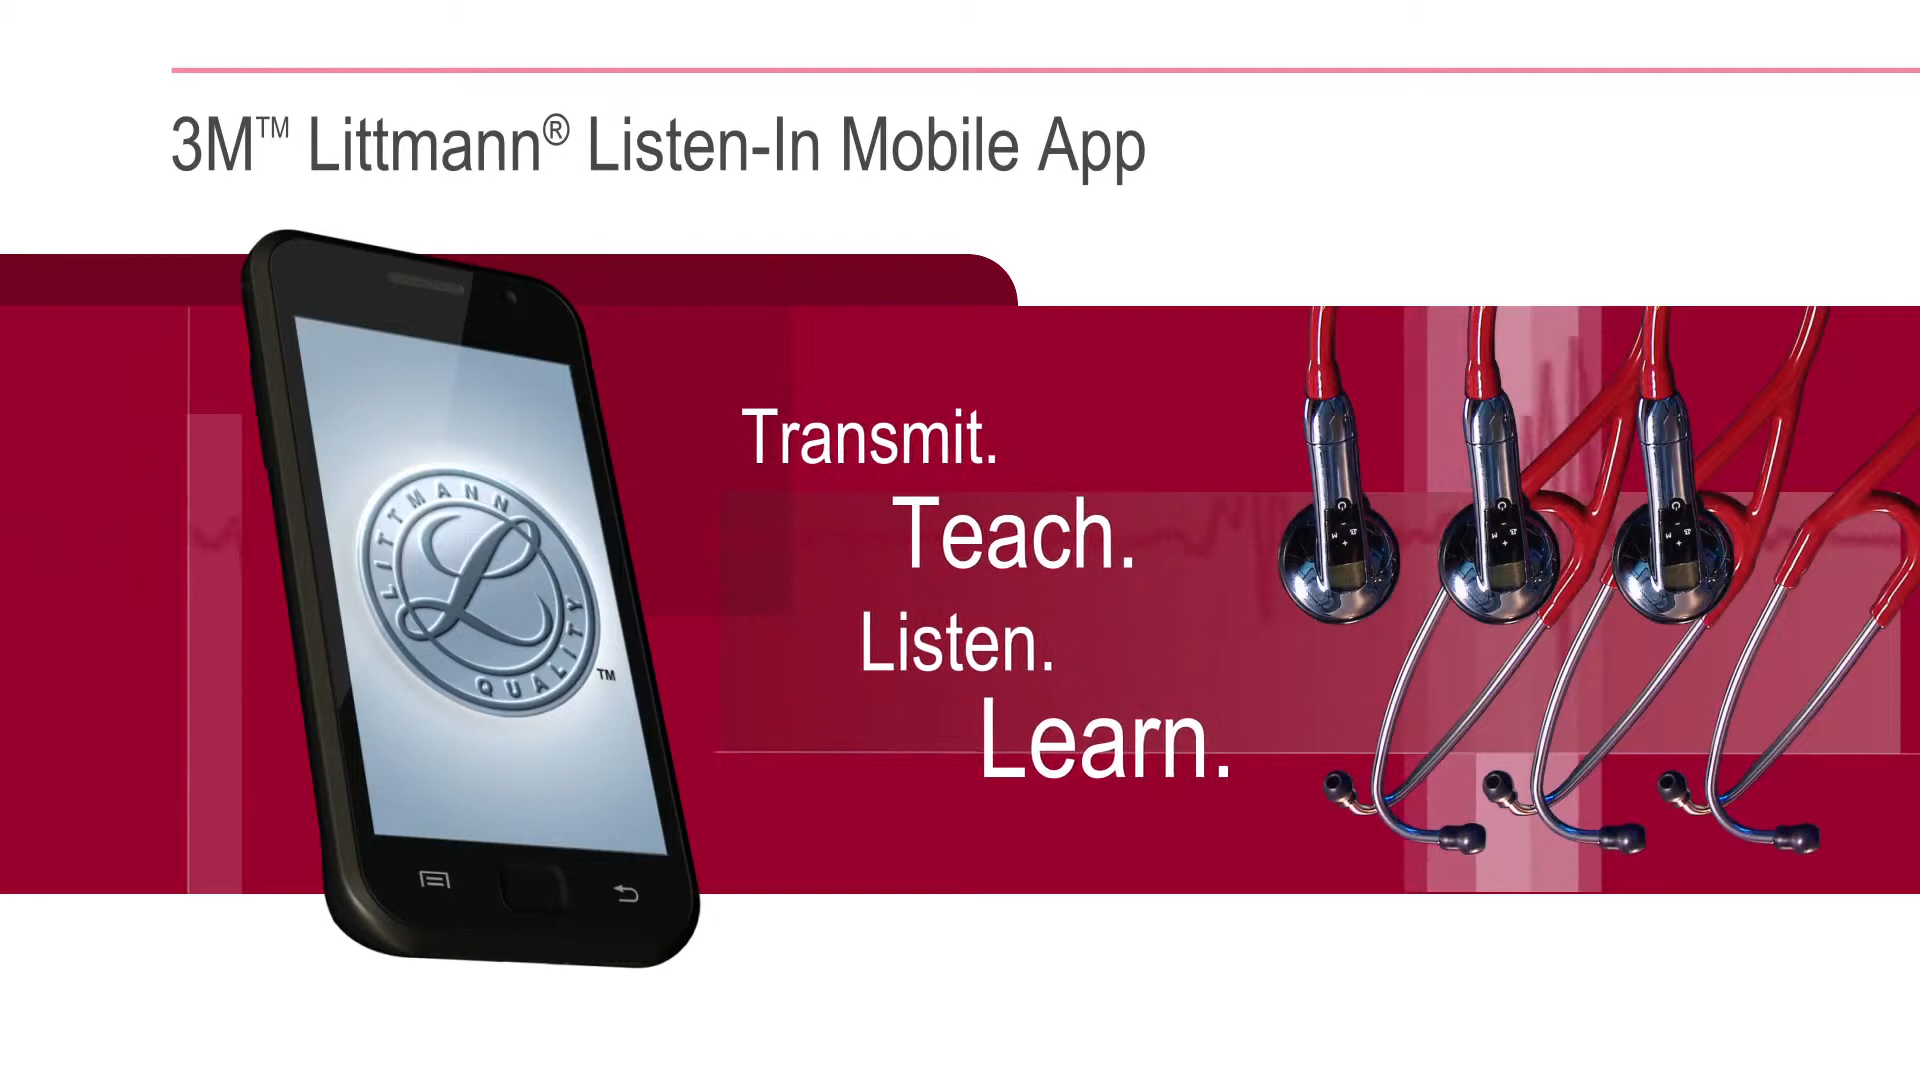 3M™ Littmann® Listen-In Mobile App
Transmit.
Teach.
Listen.
Learn.
LITTMANN
QUALITY
™